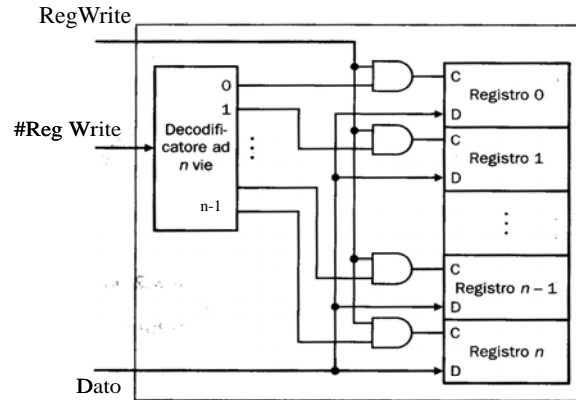 RegWrite
#Reg Write
Decodifi-
catore ad
n vie
0
1
⋮
n-1
C
Registro 0
D
C
Registro 1
D
⋮
C
Registro n – 1
D
C
Registro n
D
Dato